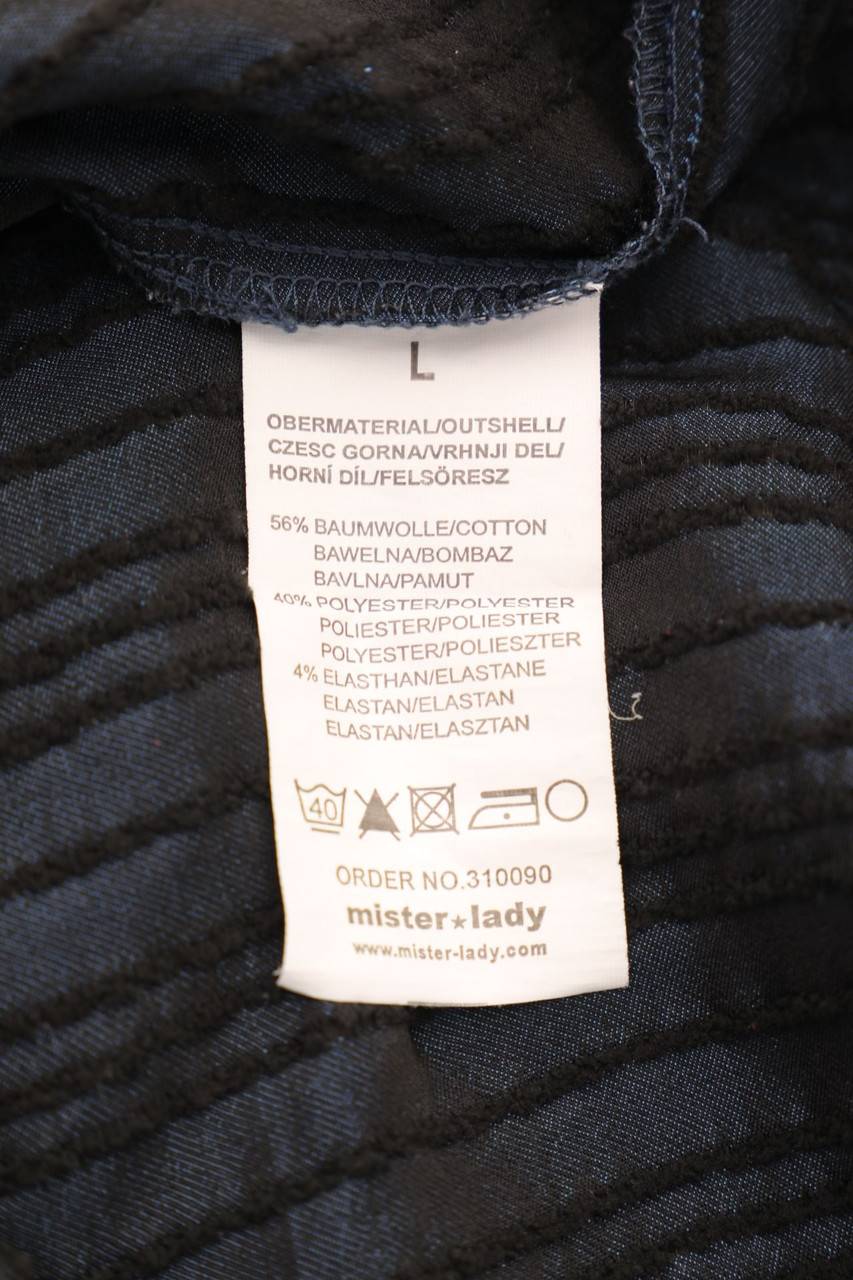 L
OBERMATERIAL/OUTSHELL/
CZESC GORNA/VRHNJI DEL/
HORNÍ DÍL/FELSÖRESZ
56% BAUMWOLLE/COTTON
BAWELNA/BOMBAZ
BAVLNA/PAMUT
40% POLYESTER/POLYESTER
POLIESTER/POLIESTER
POLYESTER/POLIESZTER
4% ELASTHAN/ELASTANE
ELASTAN/ELASTAN
ELASTAN/ELASZTAN
40
ORDER NO.310090
mister★lady
www.mister-lady.com